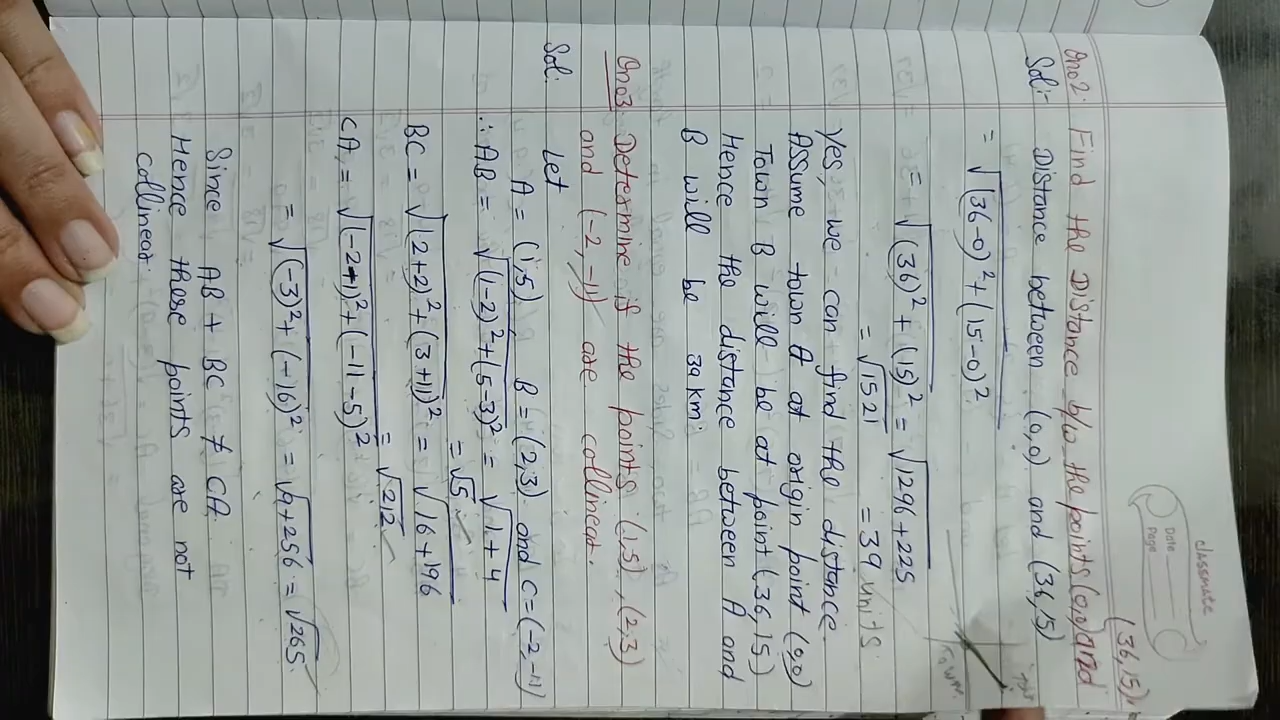 classmate
Date
Page
Qno2. Find the Distance b/w the points (0,0) and
(36,15).
Sol:- Distance between (0,0) and (36,15)
= √(36-0)² + (15-0)²
= √(36)² + (15)² = √1296 + 225
= √1521 = 39 units
Yes, we can find the distance.
Assume town A at origin point (0,0)
Town B will be at point (36,15)
Hence the distance between A and
B will be 39 km.
Qno3. Determine if the points (1,5), (2,3)
and (-2,-11) are collinear.
Sol: Let
A = (1,5) B = (2,3) and C = (-2,-11)
∴ AB = √(1-2)² + (5-3)² = √1+4
= √5
BC = √(2+2)² + (3+11)² = √16+196
= √212
CA = √(-2-1)² + (-11-5)²
= √(-3)² + (-16)² = √9+256 = √265
Since AB + BC ≠ CA
Hence these points are not
collinear.